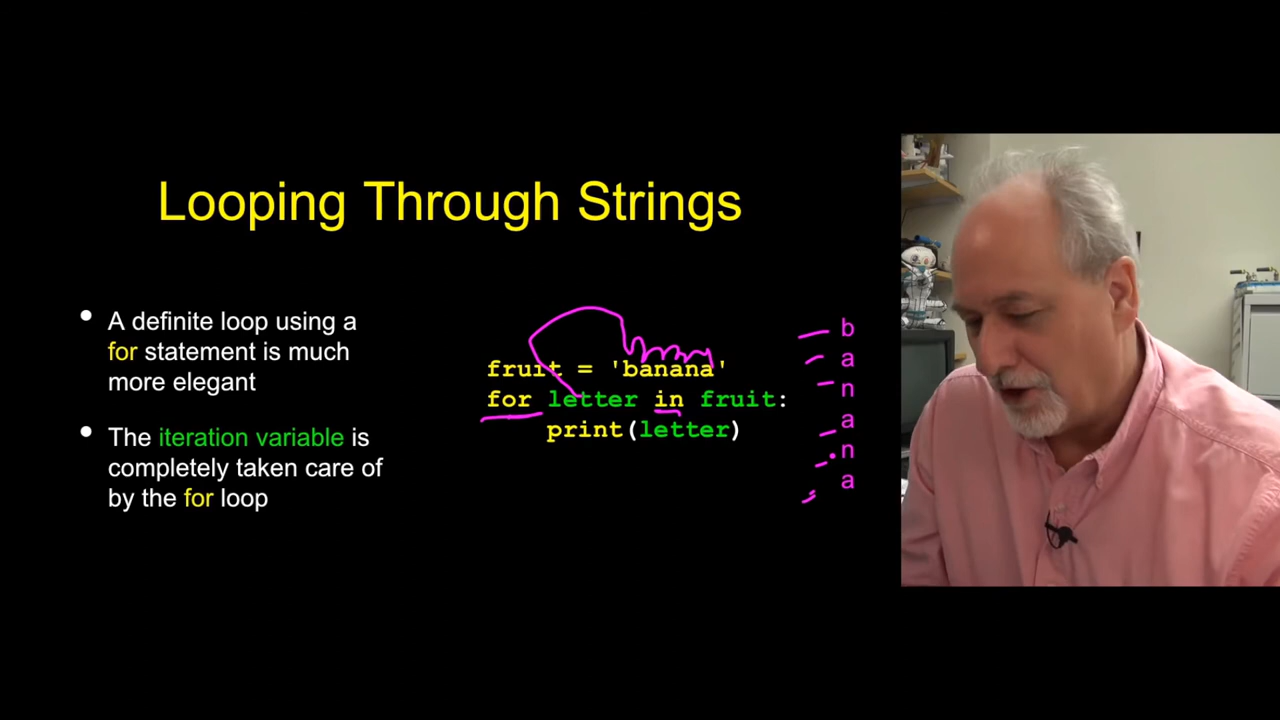 Looping Through Strings
A definite loop using a
for statement is much
more elegant
The iteration variable is
completely taken care of
by the for loop
fruit = 'banana'
for letter in fruit:
print(letter)
b
a
n
a
n
a